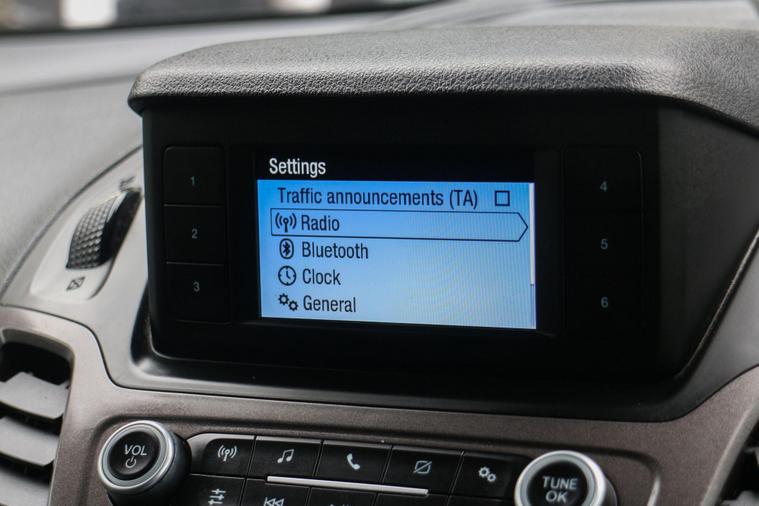 Settings
Traffic announcements (TA)
Radio
Bluetooth
Clock
General
1
2
3
4
5
6
VOL
TUNE
OK